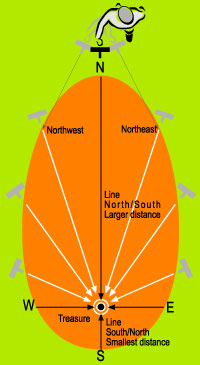 N
Northwest
Northeast
Line
North/South
Larger distance
W
E
Treasure
Line
South/North
Smallest distance
S